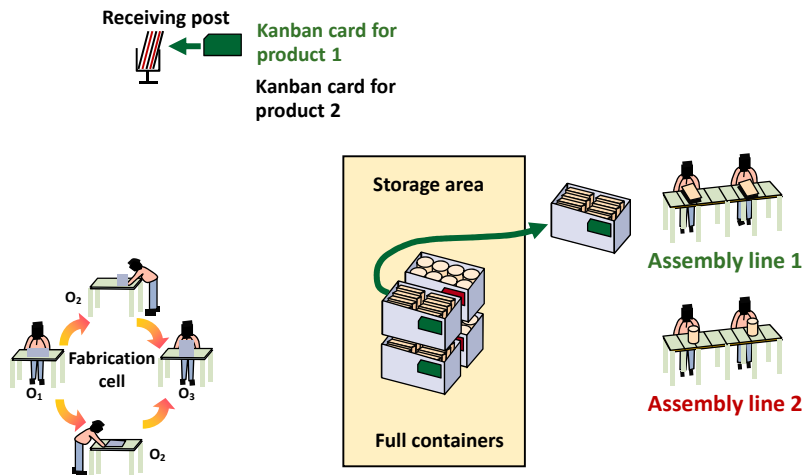 Receiving post
Kanban card for
product 1
Kanban card for
product 2
Storage area
Assembly line 1
O₂
Fabrication
cell
O₁
O₃
Assembly line 2
O₂
Full containers